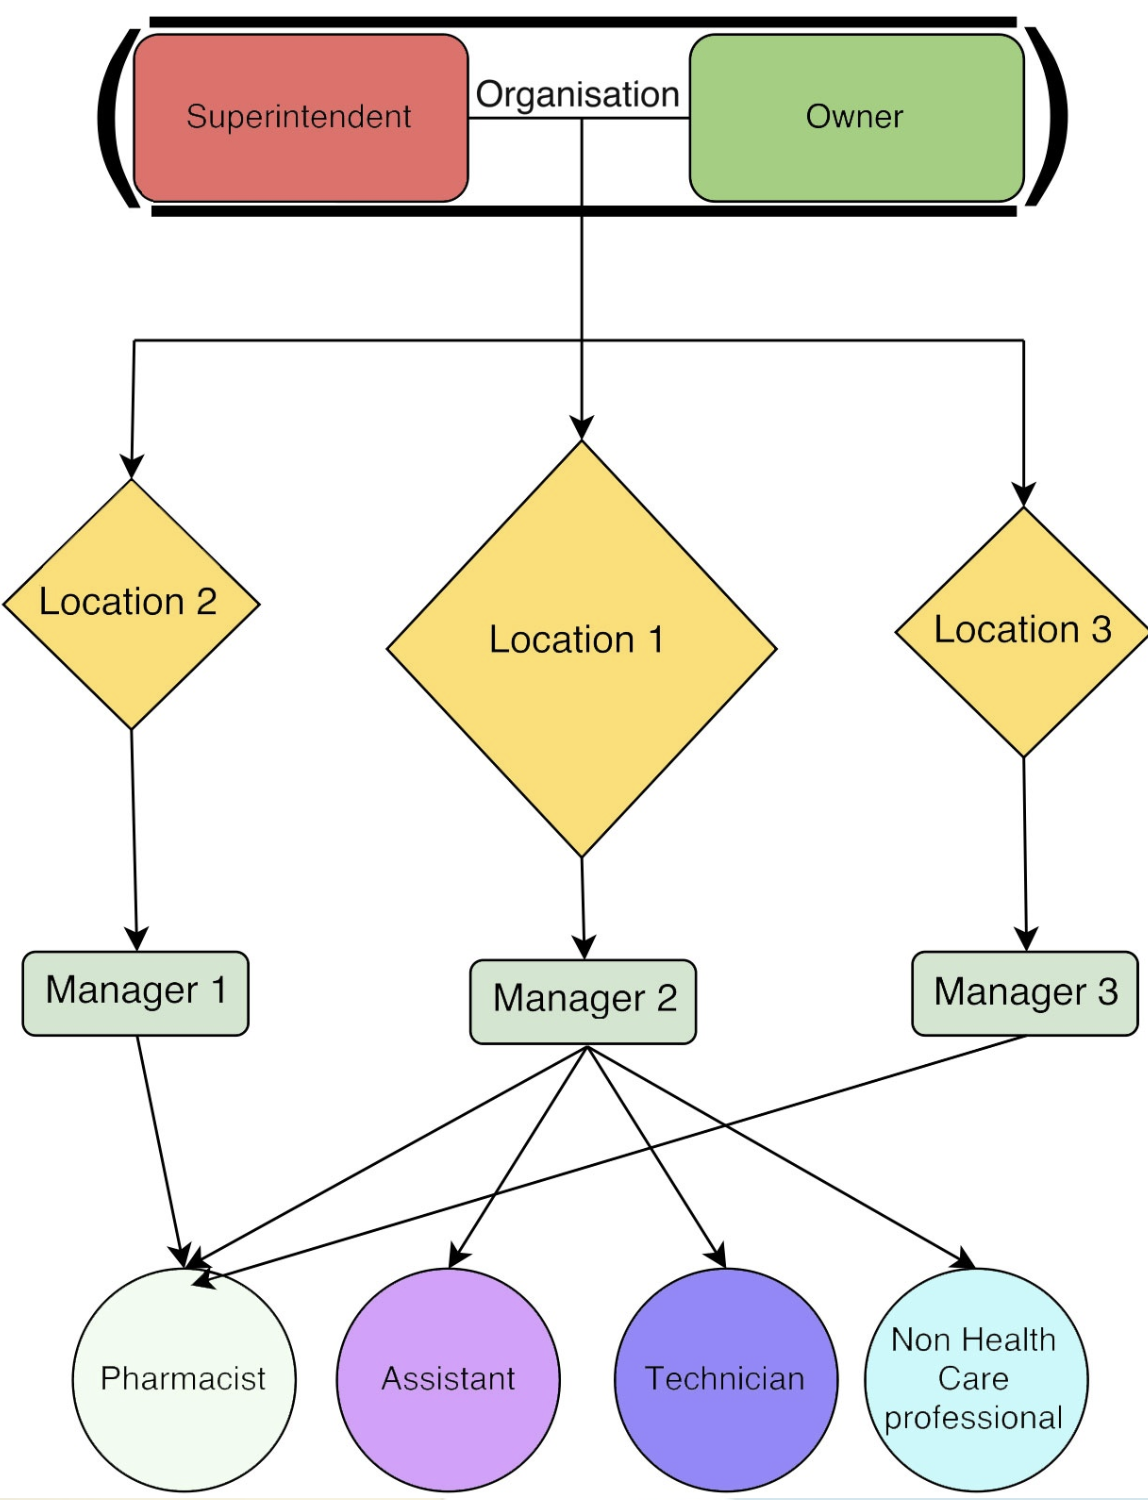 Superintendent
Organisation
Owner
Location 2
Location 1
Location 3
Manager 1
Manager 2
Manager 3
Pharmacist
Assistant
Technician
Non Health
Care
professional